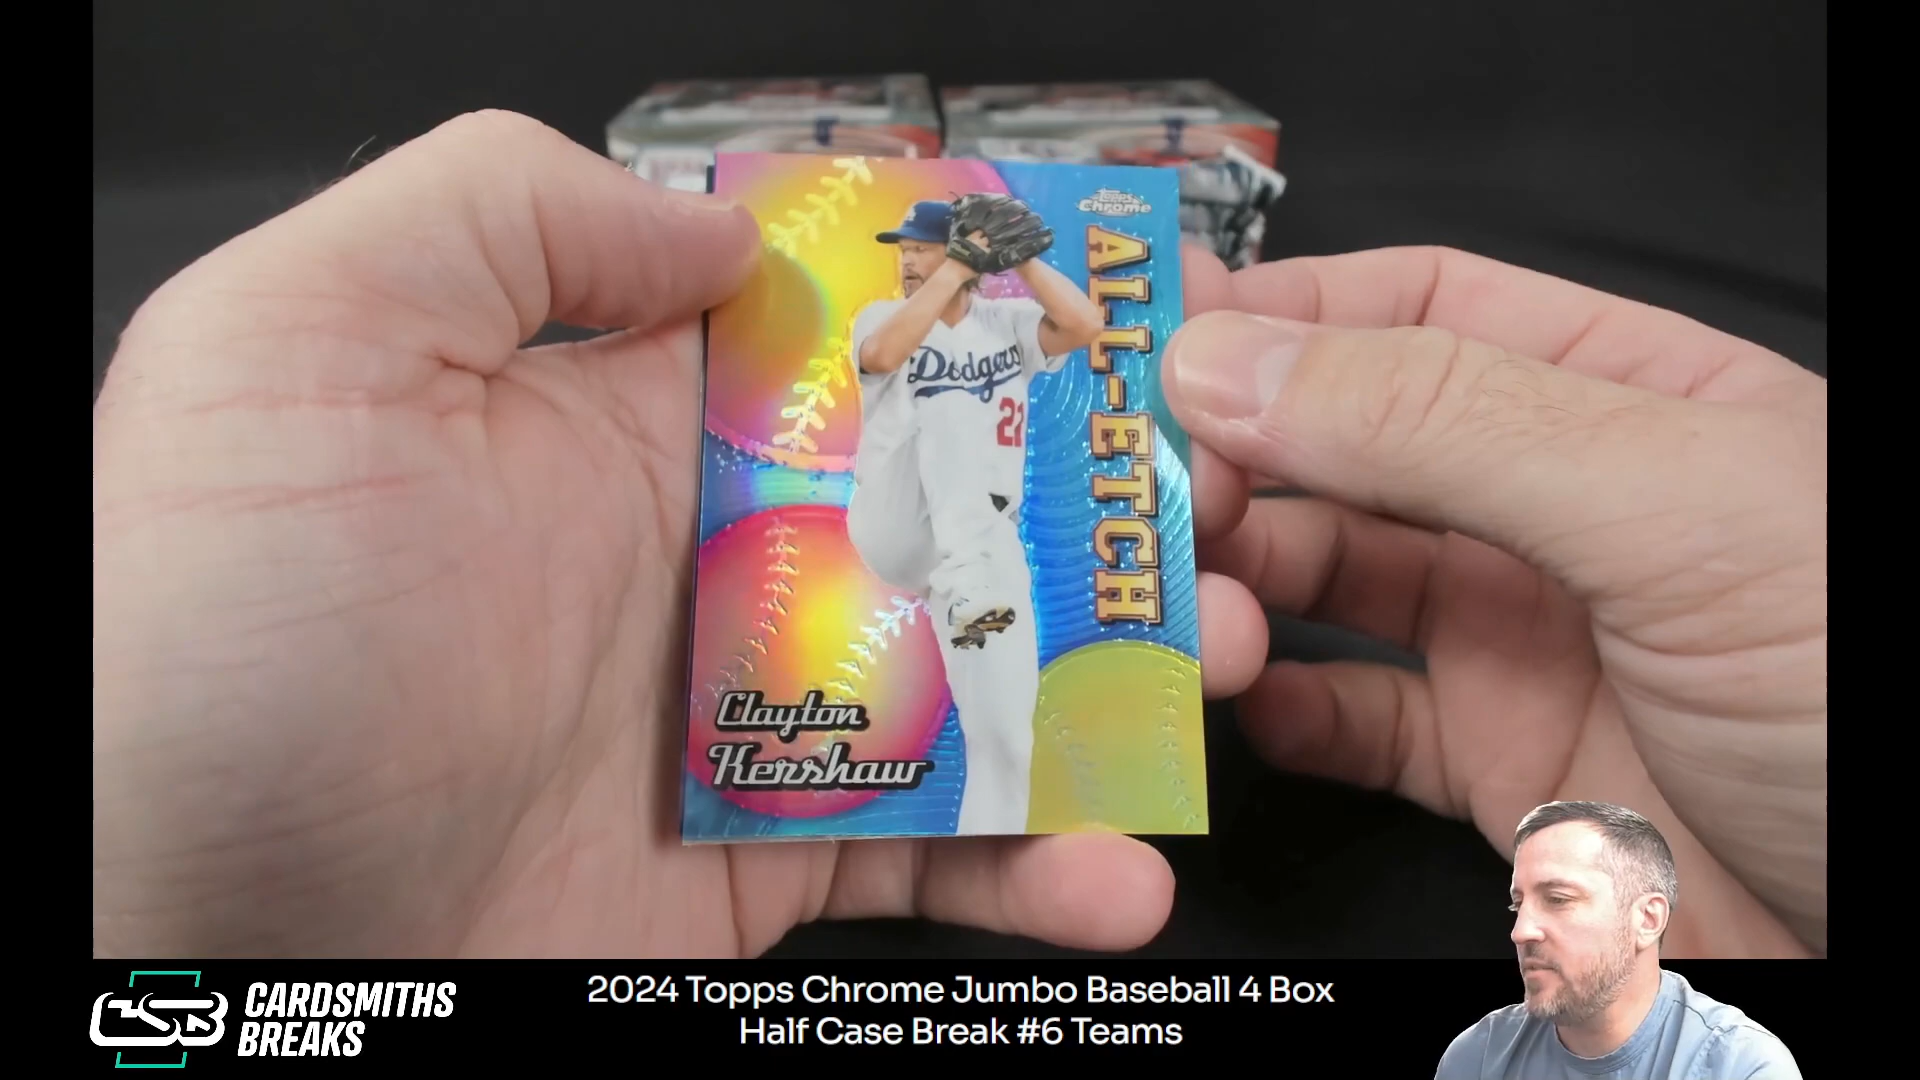 Topps
Chrome
ALL-ETCH
Dodgers
22
Clayton
Kershaw
CSB
CARDSMITHS
BREAKS
2024 Topps Chrome Jumbo Baseball 4 Box
Half Case Break #6 Teams